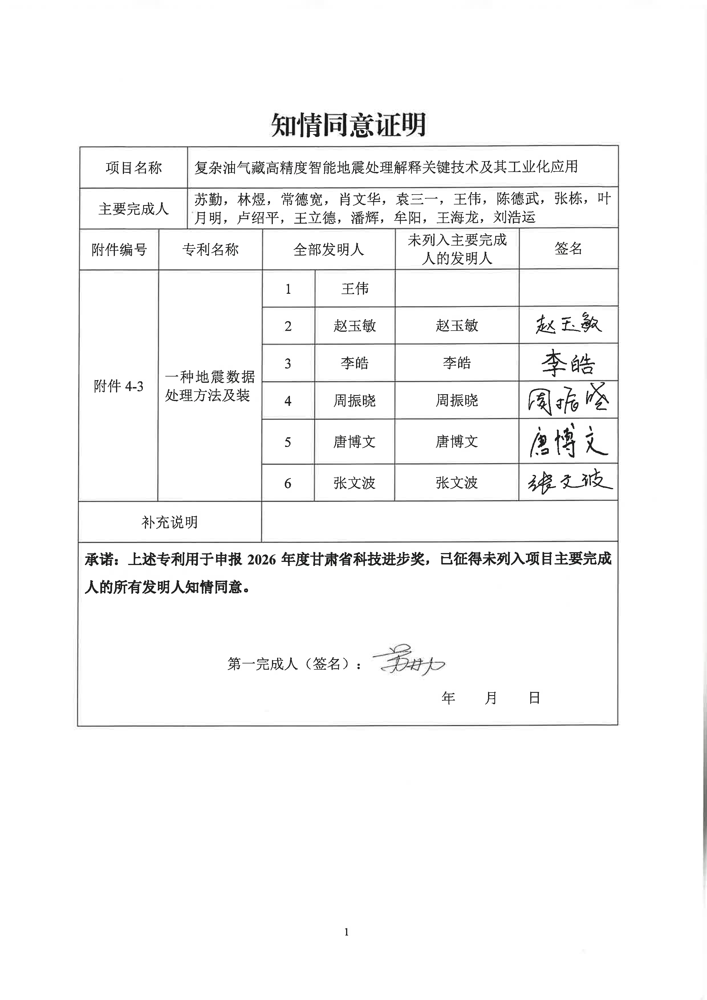 知情同意证明
项目名称
复杂油气藏高精度智能地震处理解释关键技术及其工业化应用
主要完成人
苏勤，林煜，常德宽，肖文华，袁三一，王伟，陈德武，张栋，叶
月明，卢绍平，王立德，潘辉，牟阳，王海龙，刘浩运
附件编号
专利名称
全部发明人
未列入主要完成
人的发明人
签名
附件 4-3
一种地震数据
处理方法及装
1 王伟
2 赵玉敏 赵玉敏 赵玉敏
3 李皓 李皓 李皓
4 周振晓 周振晓 周振晓
5 唐博文 唐博文 唐博文
6 张文波 张文波 张文波
补充说明
承诺：上述专利用于申报 2026 年度甘肃省科技进步奖，已征得未列入项目主要完成
人的所有发明人知情同意。
第一完成人（签名）： 苏勤
年 月 日
1